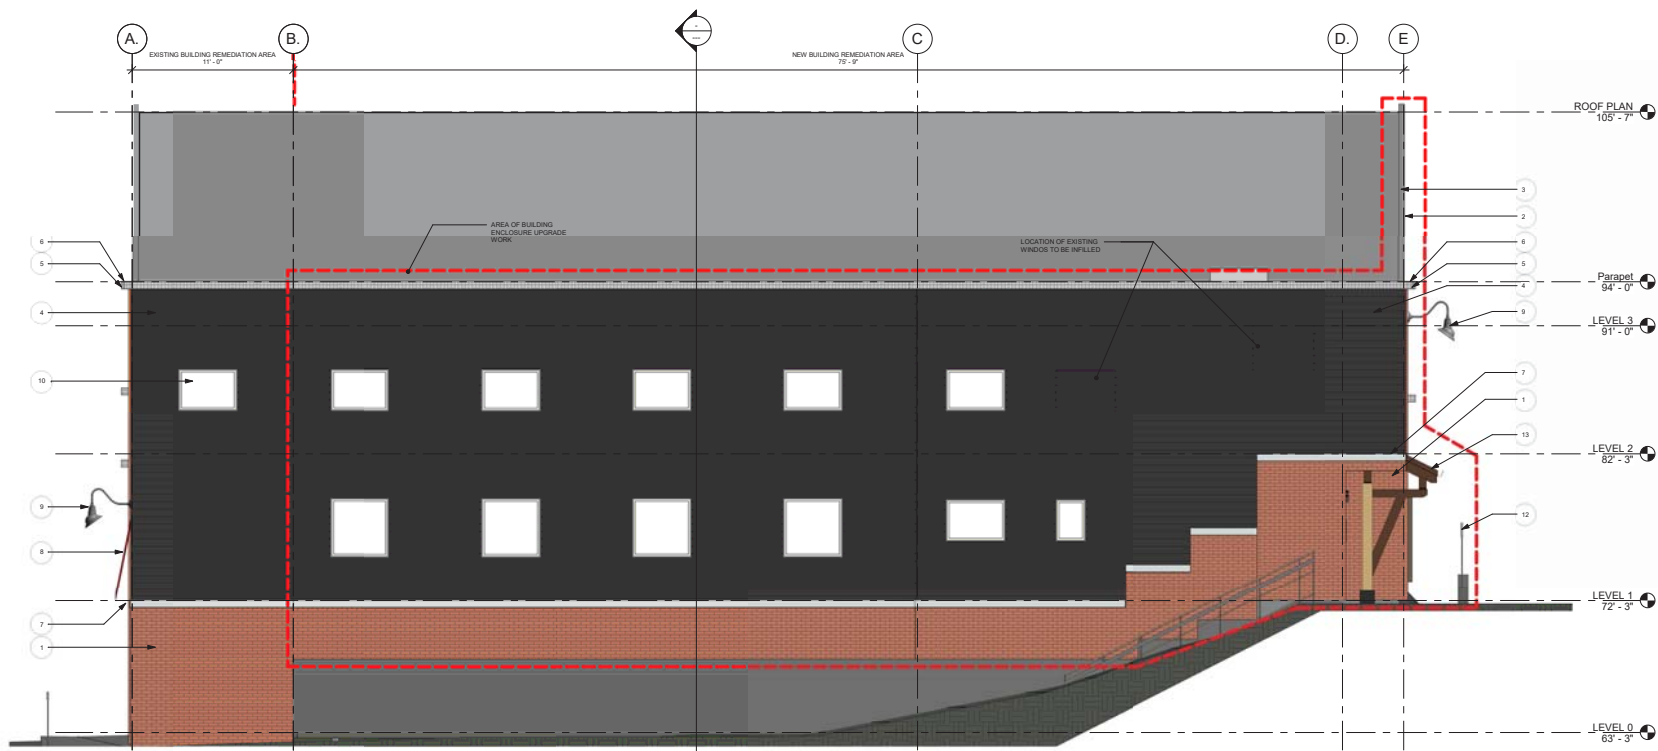 A.
B.
C
D.
E
-
---
EXISTING BUILDING REMEDIATION AREA
11' - 0"
NEW BUILDING REMEDIATION AREA
75' - 9"
ROOF PLAN
105' - 7"
3
2
AREA OF BUILDING
ENCLOSURE UPGRADE
WORK
LOCATION OF EXISTING
WINDOS TO BE INFILLED
6
5
6
5
Parapet
94' - 0"
4
4
9
LEVEL 3
91' - 0"
10
7
1
13
LEVEL 2
82' - 3"
9
12
8
LEVEL 1
72' - 3"
7
1
LEVEL 0
63' - 3"